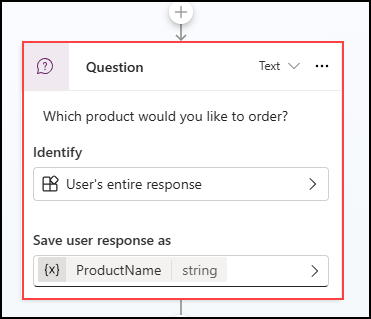 Question
Text
Which product would you like to order?
Identify
User's entire response
Save user response as
{x} ProductName string